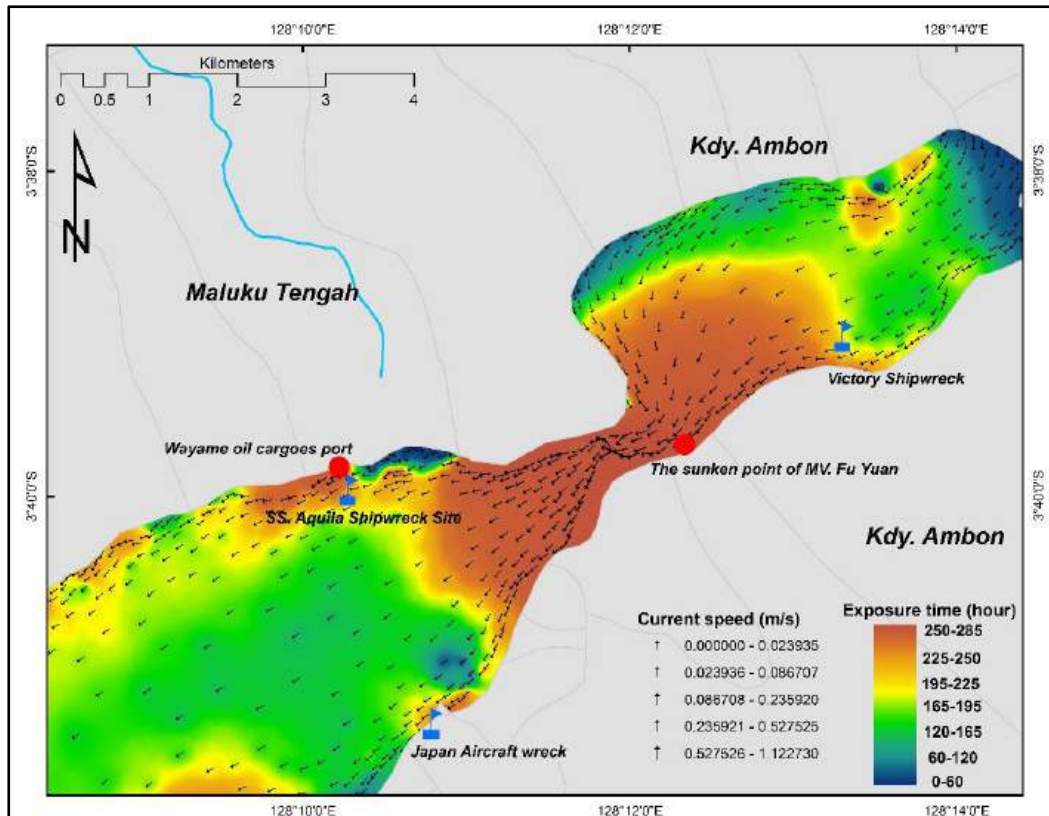 128°10'0"E 128°12'0"E 128°14'0"E
Kilometers
0 0.5 1 2 3 4
N
3°38'0"S
3°38'0"S
Kdy. Ambon
Maluku Tengah
Victory Shipwreck
Wayame oil cargoes port
The sunken point of MV. Fu Yuan
3°40'0"S
3°40'0"S
SS. Aquila Shipwreck Site
Kdy. Ambon
Japan Aircraft wreck
Current speed (m/s)
0.000000 - 0.023935
0.023936 - 0.086707
0.086708 - 0.235920
0.235921 - 0.527525
0.527526 - 1.122730
Exposure time (hour)
250-285
225-250
195-225
165-195
120-165
60-120
0-60
128°10'0"E 128°12'0"E 128°14'0"E